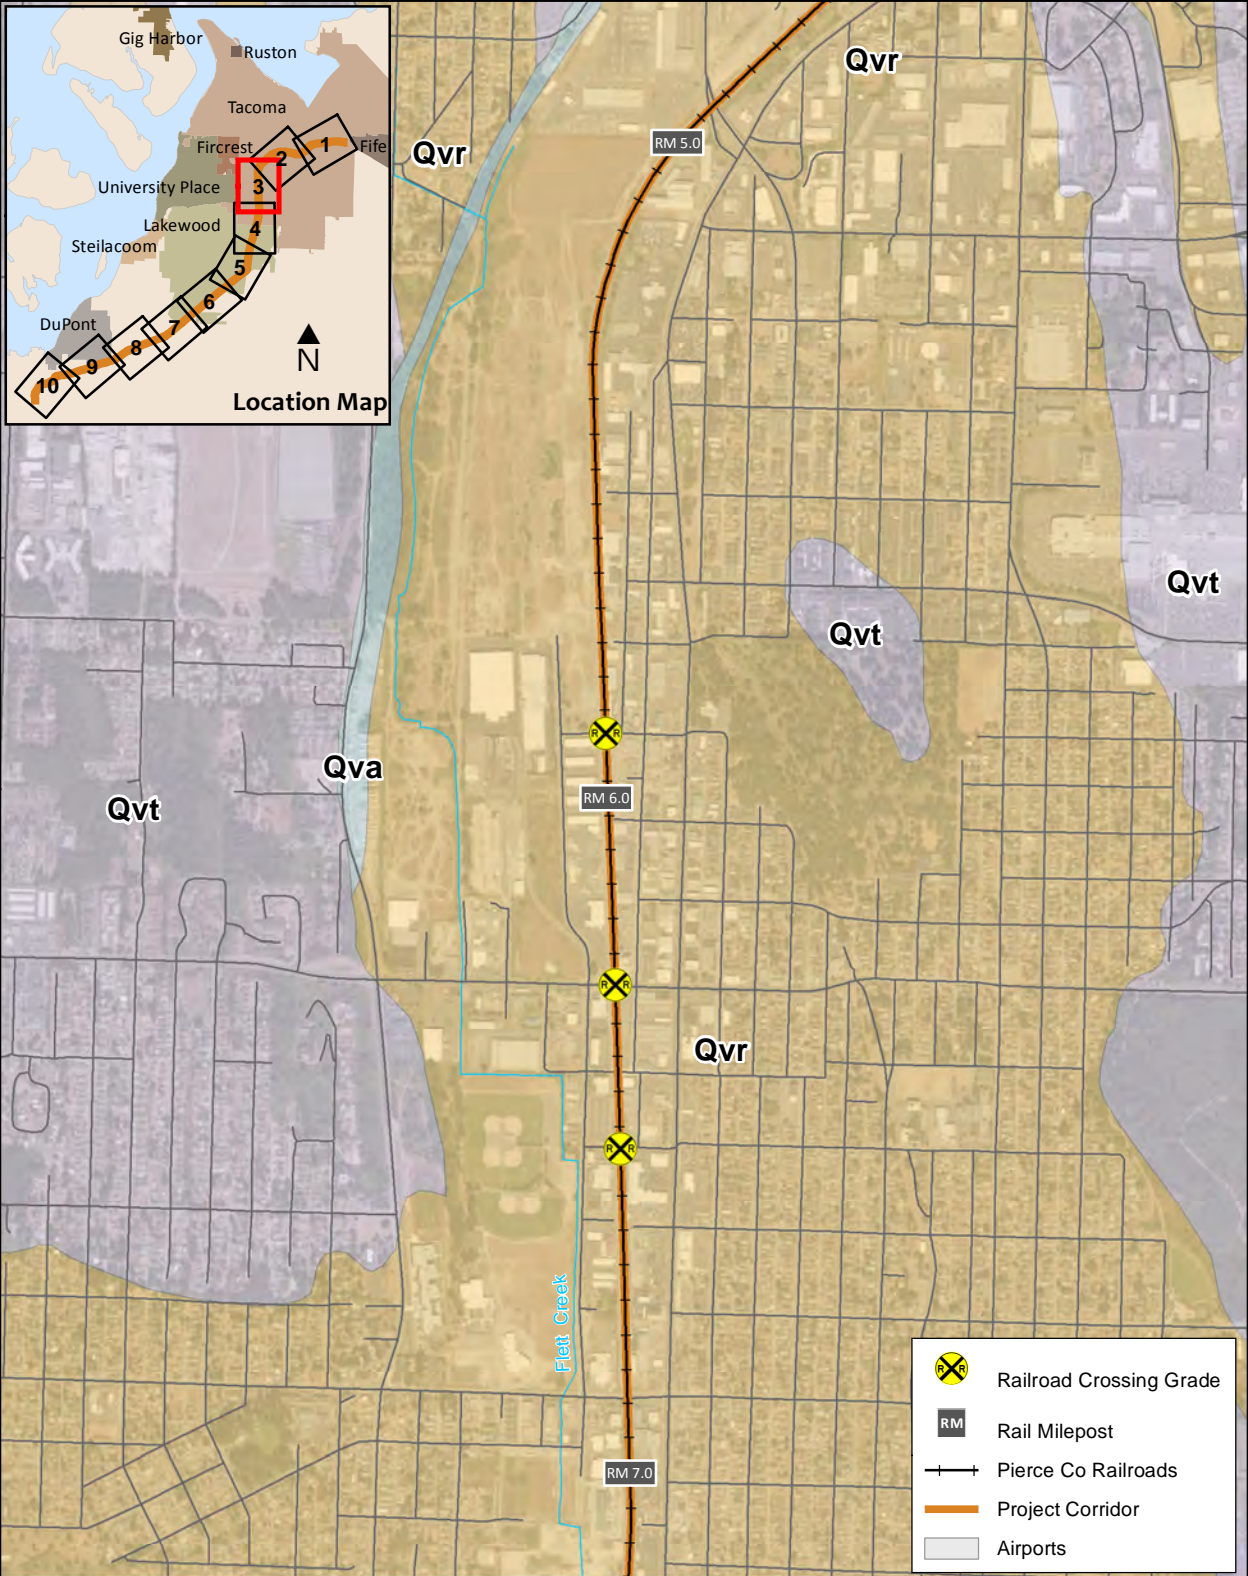 Gig Harbor
Ruston
Tacoma
Fircrest
1
Fife
2
University Place
3
Lakewood
4
Steilacoom
5
6
DuPont
7
8
9
10
N
Location Map
Qvr
Qvr
RM 5.0
Qvt
Qvt
R R
Qva
RM 6.0
Qvt
R R
Qvr
R R
Flett Creek
RM 7.0
R R
Railroad Crossing Grade
RM
Rail Milepost
Pierce Co Railroads
Project Corridor
Airports